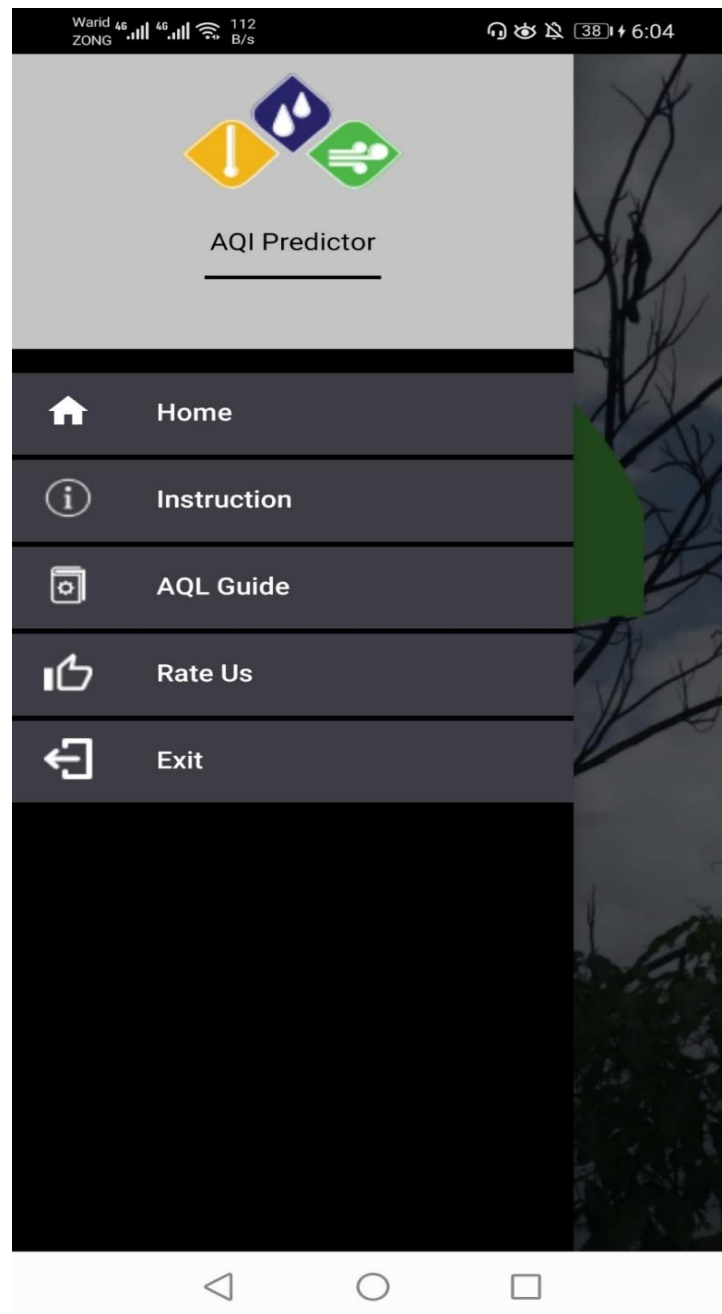 Warid 4G 4G 112
ZONG B/s
38 6:04
AQI Predictor
Home
Instruction
AQL Guide
Rate Us
Exit